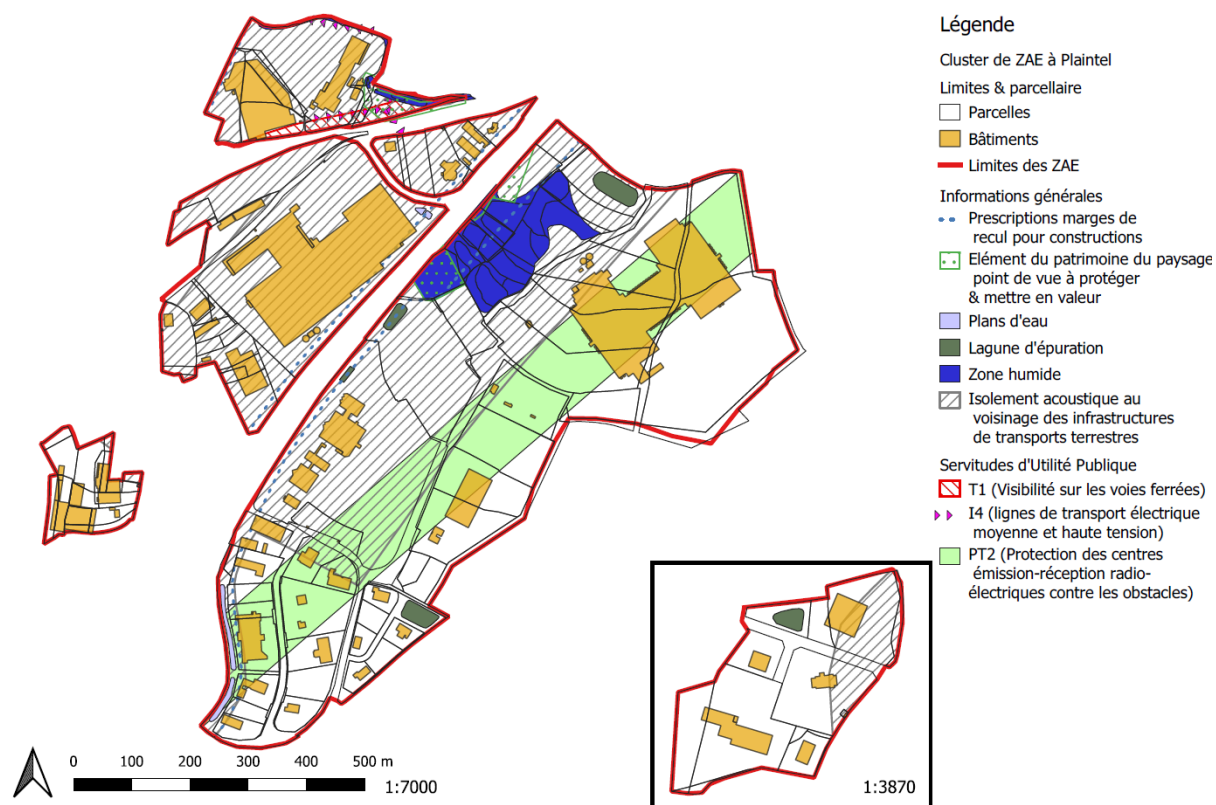 Légende
Cluster de ZAE à Plaintel
Limites & parcellaire
Parcelles
Bâtiments
Limites des ZAE
Informations générales
Prescriptions marges de
recul pour constructions
Elément du patrimoine du paysage
point de vue à protéger
& mettre en valeur
Plans d'eau
Lagune d'épuration
Zone humide
Isolement acoustique au
voisinage des infrastructures
de transports terrestres
Servitudes d'Utilité Publique
T1 (Visibilité sur les voies ferrées)
I4 (lignes de transport électrique
moyenne et haute tension)
PT2 (Protection des centres
émission-réception radio-
électriques contre les obstacles)
0 100 200 300 400 500 m
1:7000
1:3870